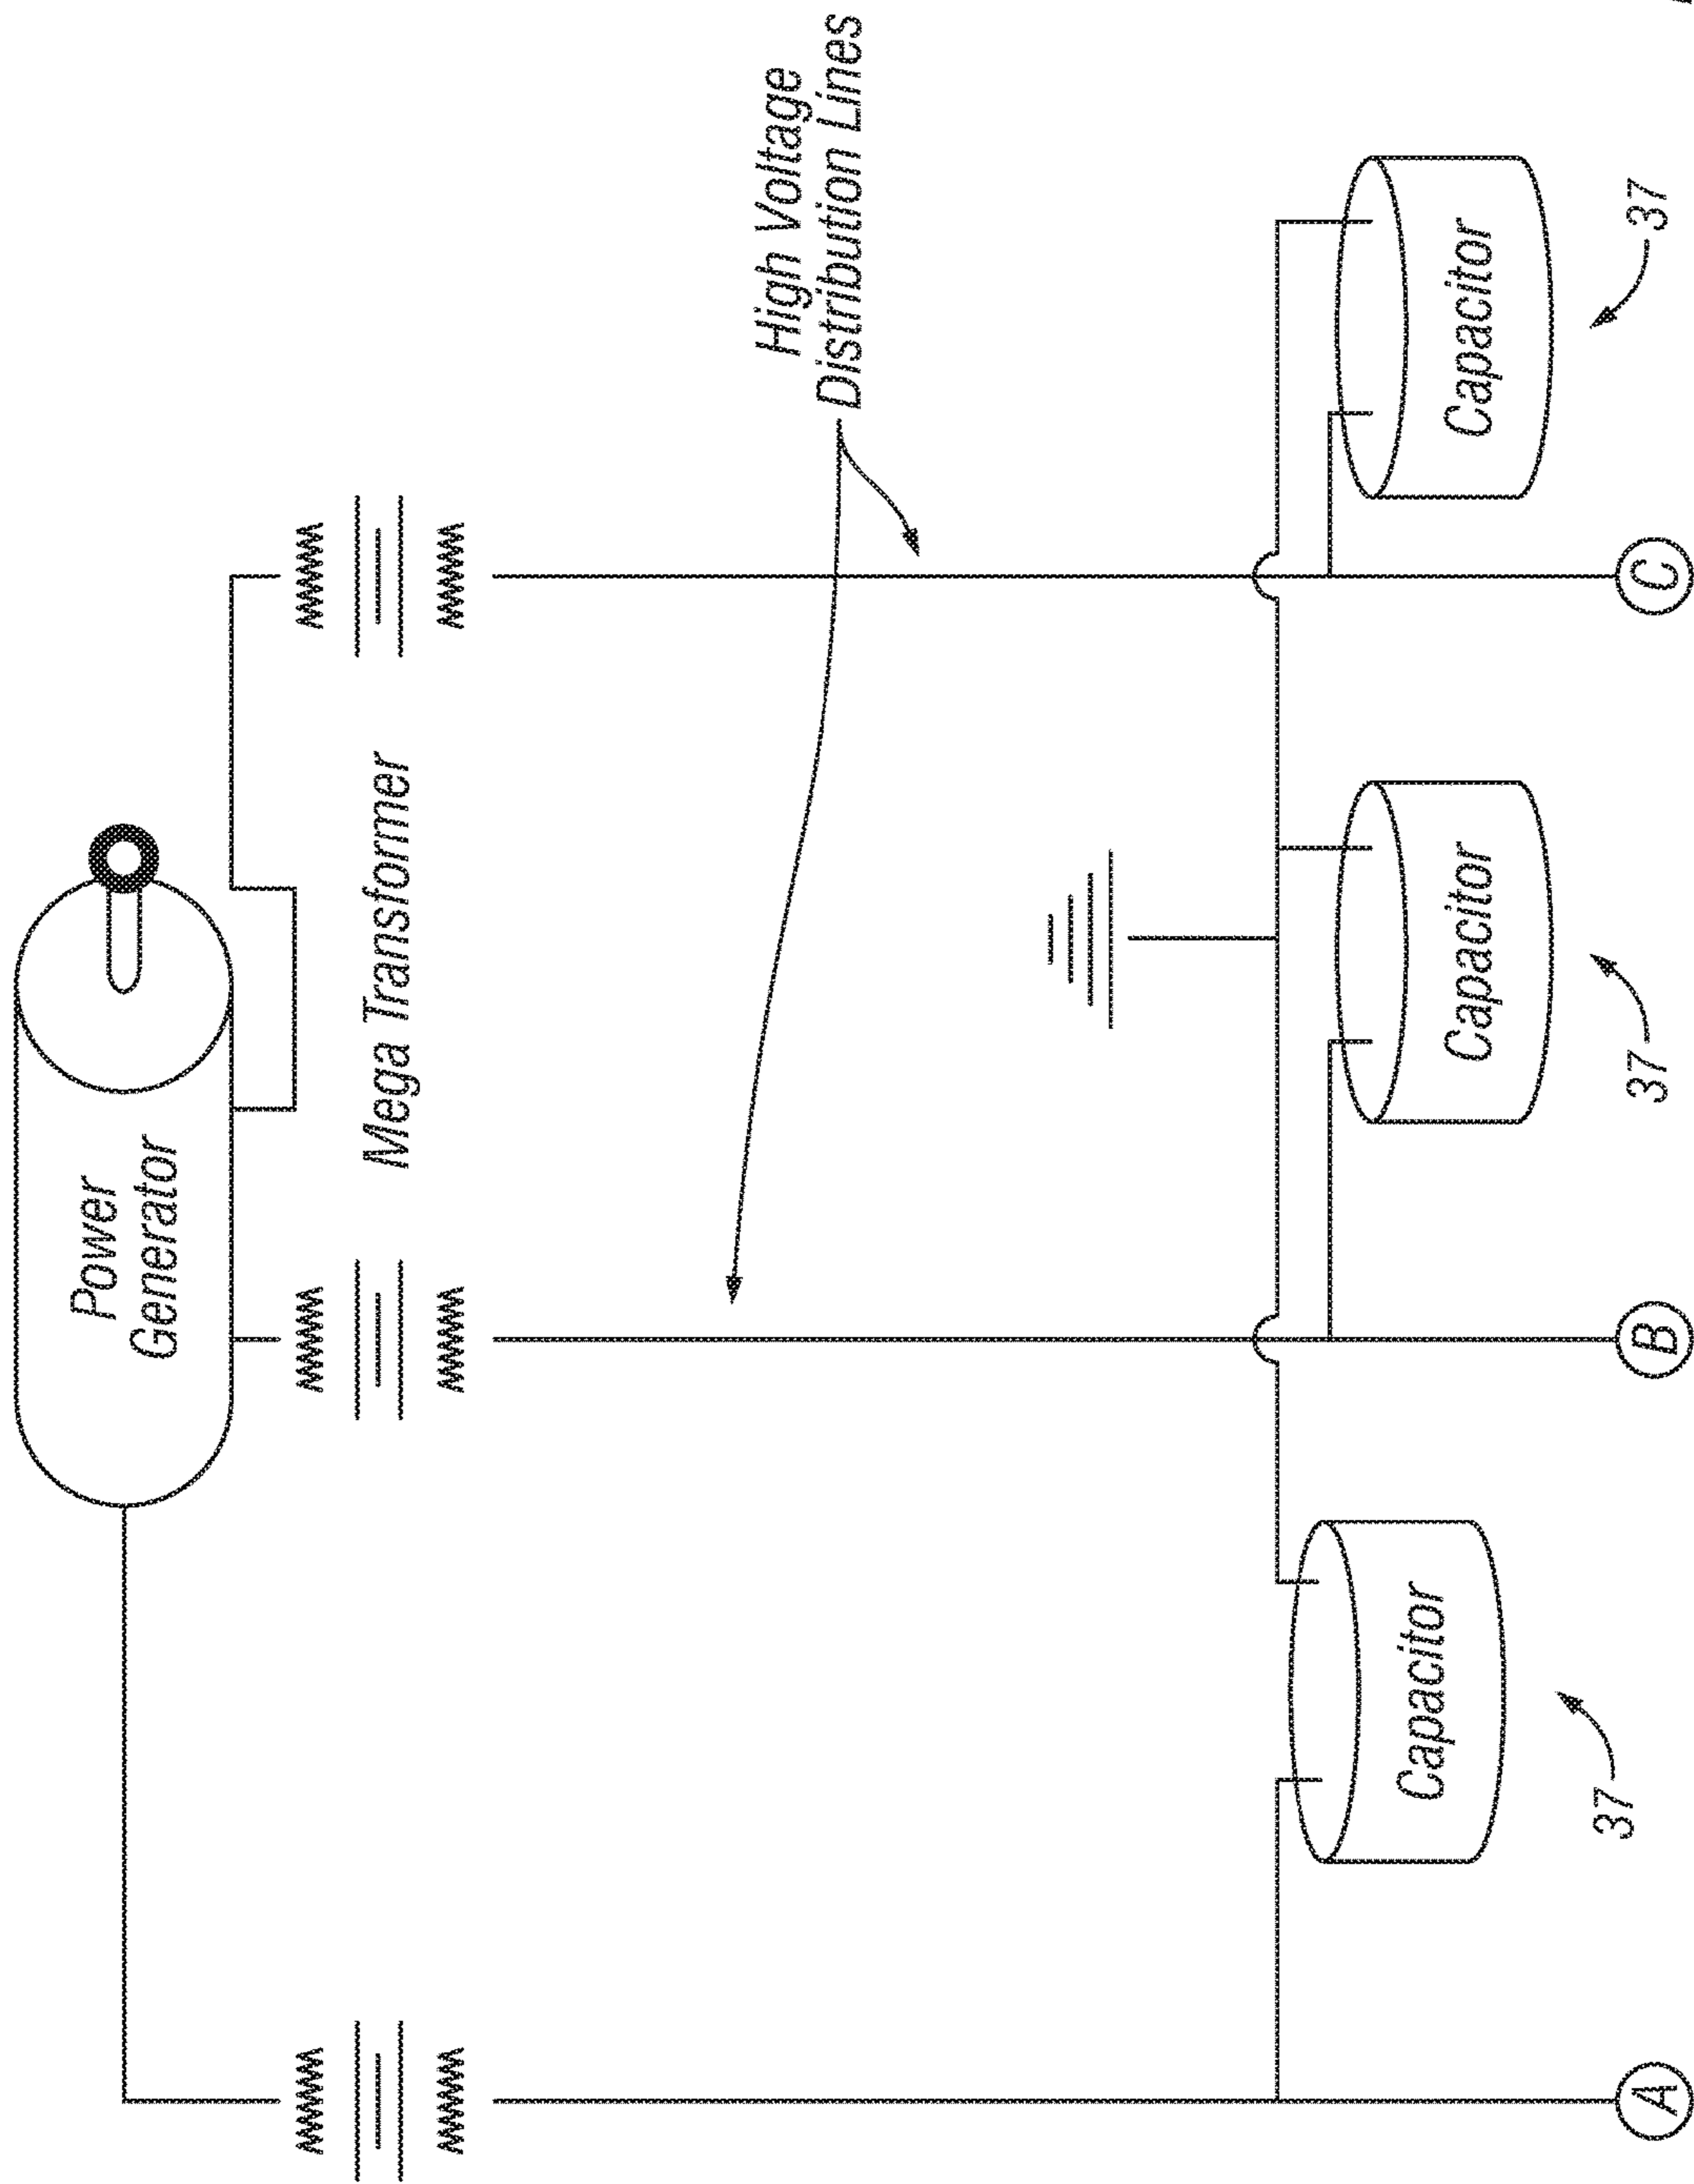 Power
Generator
Mega Transformer
High Voltage
Distribution Lines
Capacitor
37
Capacitor
37
Capacitor
37
A
B
C